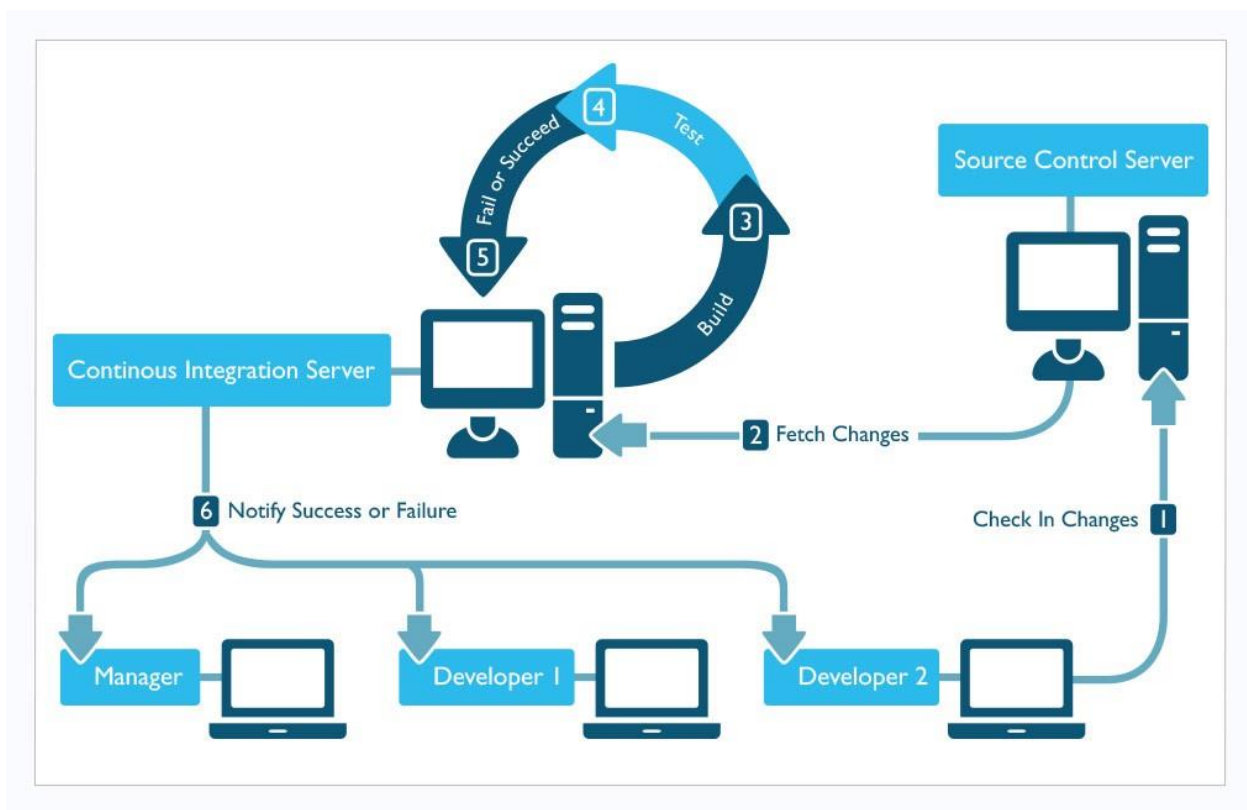 4
Test
Fail or Succeed
Source Control Server
3
5
Build
Continous Integration Server
2 Fetch Changes
6 Notify Success or Failure
Check In Changes 1
Manager
Developer 1
Developer 2